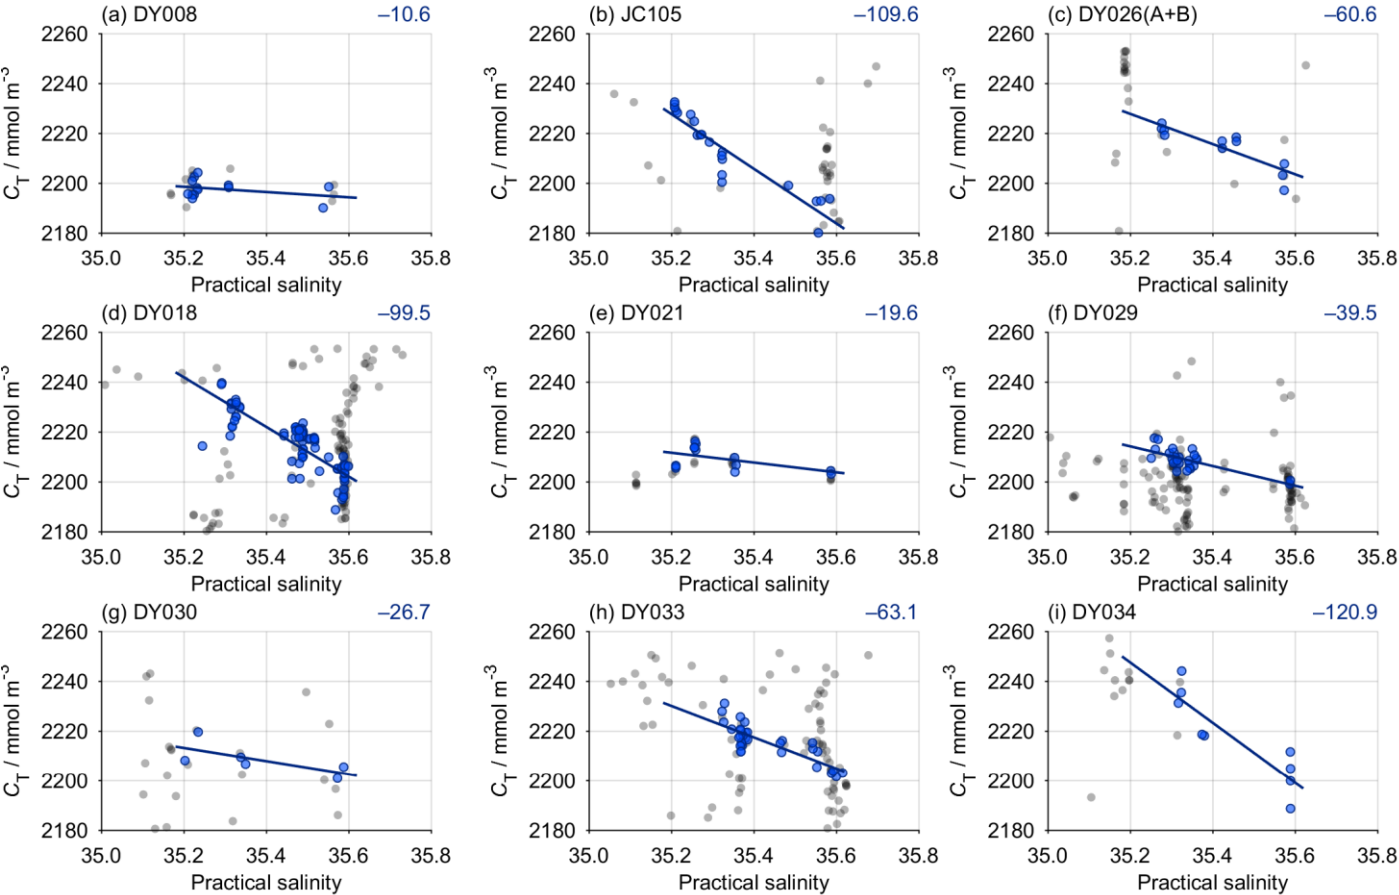 (a) DY008 –10.6
(b) JC105 –109.6
(c) DY026(A+B) –60.6
2260
2240
2220
2200
2180
C_T / mmol m⁻³
35.0 35.2 35.4 35.6 35.8
Practical salinity
2260
2240
2220
2200
2180
C_T / mmol m⁻³
35.0 35.2 35.4 35.6 35.8
Practical salinity
2260
2240
2220
2200
2180
C_T / mmol m⁻³
35.0 35.2 35.4 35.6 35.8
Practical salinity
(d) DY018 –99.5
(e) DY021 –19.6
(f) DY029 –39.5
2260
2240
2220
2200
2180
C_T / mmol m⁻³
35.0 35.2 35.4 35.6 35.8
Practical salinity
2260
2240
2220
2200
2180
C_T / mmol m⁻³
35.0 35.2 35.4 35.6 35.8
Practical salinity
2260
2240
2220
2200
2180
C_T / mmol m⁻³
35.0 35.2 35.4 35.6 35.8
Practical salinity
(g) DY030 –26.7
(h) DY033 –63.1
(i) DY034 –120.9
2260
2240
2220
2200
2180
C_T / mmol m⁻³
35.0 35.2 35.4 35.6 35.8
Practical salinity
2260
2240
2220
2200
2180
C_T / mmol m⁻³
35.0 35.2 35.4 35.6 35.8
Practical salinity
2260
2240
2220
2200
2180
C_T / mmol m⁻³
35.0 35.2 35.4 35.6 35.8
Practical salinity